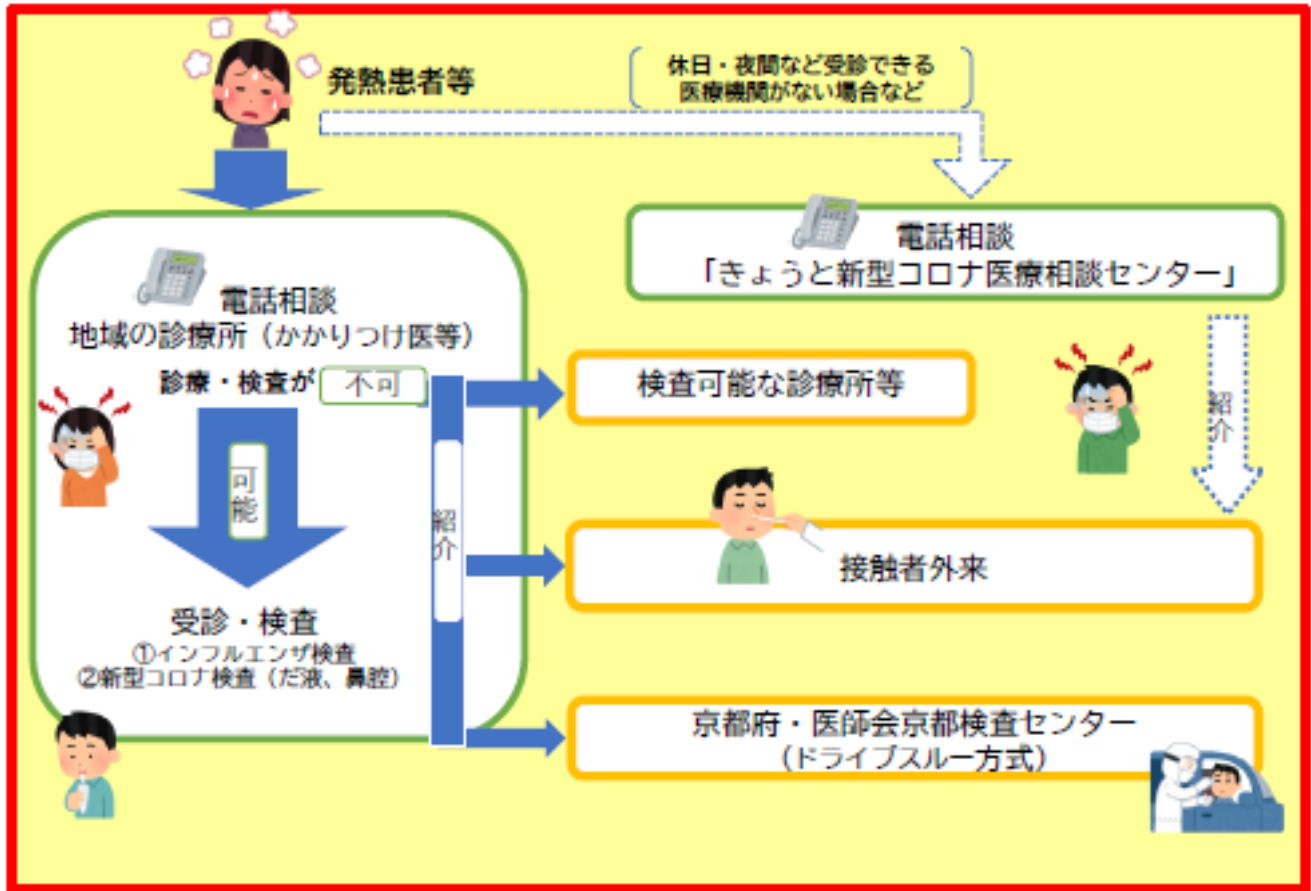 発熱患者等
休日・夜間など受診できる
医療機関がない場合など
電話相談
地域の診療所（かかりつけ医等）
診療・検査が 不可
可能
受診・検査
①インフルエンザ検査
②新型コロナ検査（だ液、鼻腔）
紹介
電話相談
「きょうと新型コロナ医療相談センター」
紹介
検査可能な診療所等
接触者外来
京都府・医師会京都検査センター
（ドライブスルー方式）